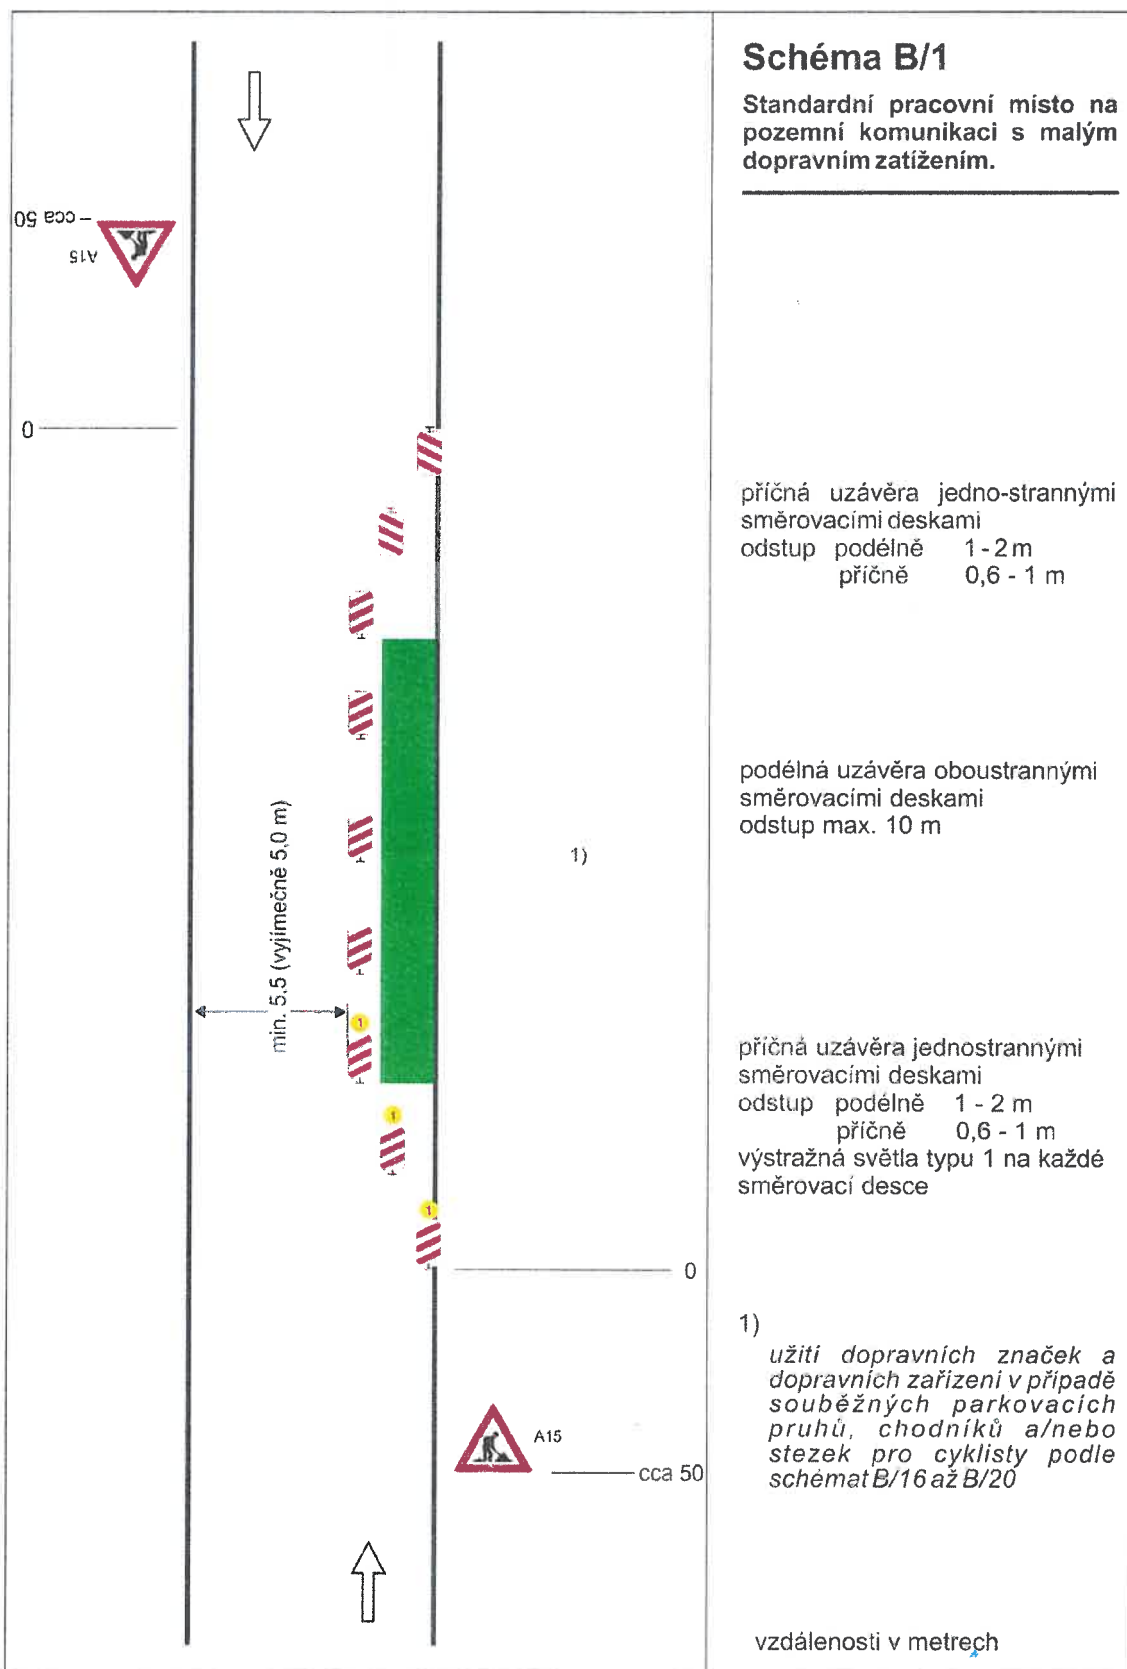 Schéma B/1
Standardní pracovní místo na
pozemní komunikaci s malým
dopravním zatížením.
cca 50
A15
0
příčná uzávěra jedno-strannými
směrovacími deskami
odstup podélně 1 - 2 m
příčně 0,6 - 1 m
podélná uzávěra oboustrannými
směrovacími deskami
odstup max. 10 m
1)
min. 5,5 (vyjímečně 5,0 m)
1
1
1
příčná uzávěra jednostrannými
směrovacími deskami
odstup podélně 1 - 2 m
příčně 0,6 - 1 m
výstražná světla typu 1 na každé
směrovací desce
0
A15
cca 50
1)
užití dopravních značek a
dopravních zařízení v případě
souběžných parkovacích
pruhů, chodníků a/nebo
stezek pro cyklisty podle
schémat B/16 až B/20
vzdálenosti v metrech